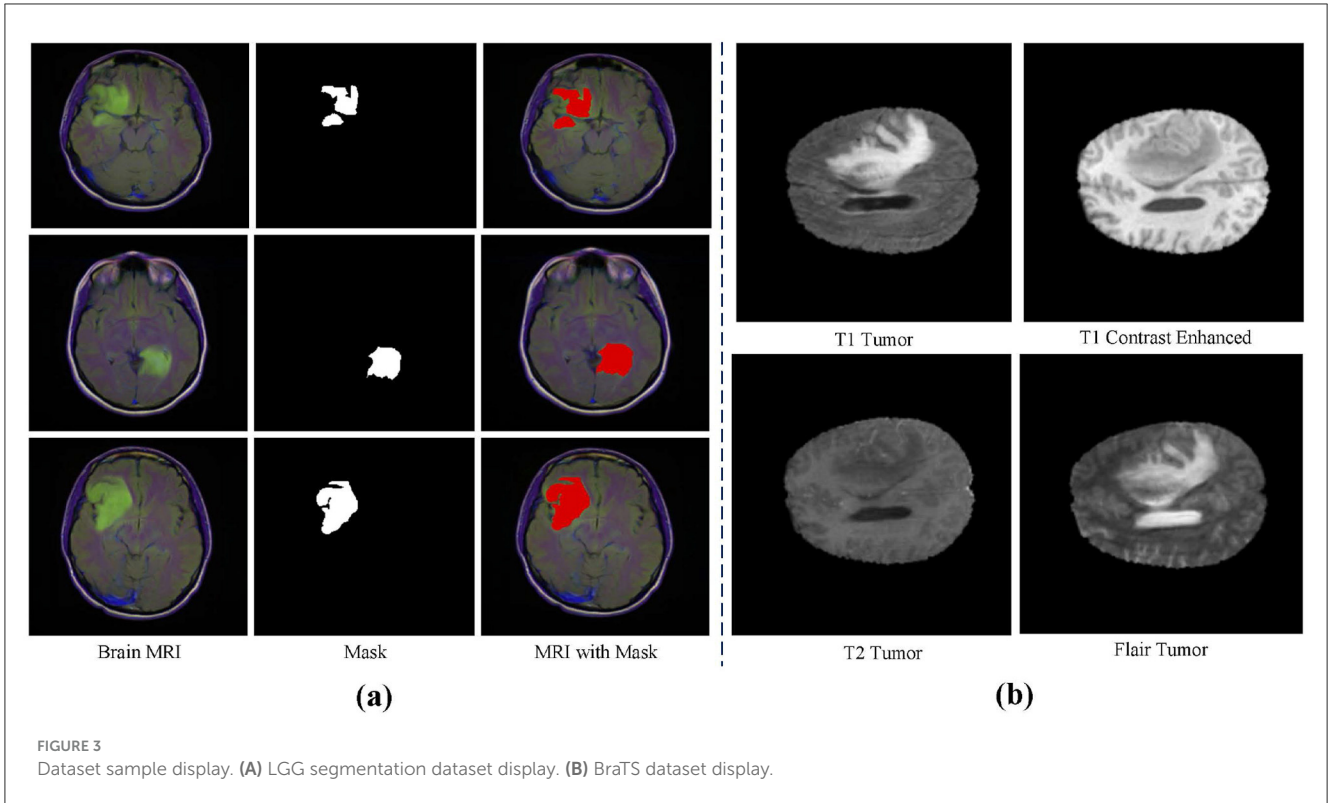 T1 Tumor
T1 Contrast Enhanced
T2 Tumor
Flair Tumor
Brain MRI
Mask
MRI with Mask
(a)
(b)
FIGURE 3
Dataset sample display. (A) LGG segmentation dataset display. (B) BraTS dataset display.